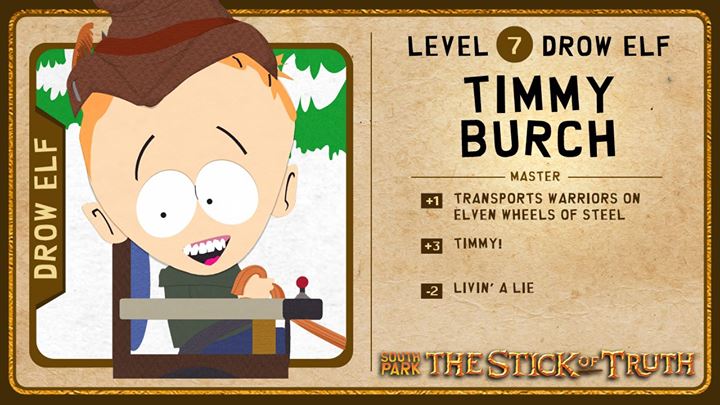 DROW ELF
LEVEL 7 DROW ELF
TIMMY
BURCH
MASTER
+1 TRANSPORTS WARRIORS ON
ELVEN WHEELS OF STEEL
+3 TIMMY!
-2 LIVIN' A LIE
SOUTH PARK THE STICK OF TRUTH